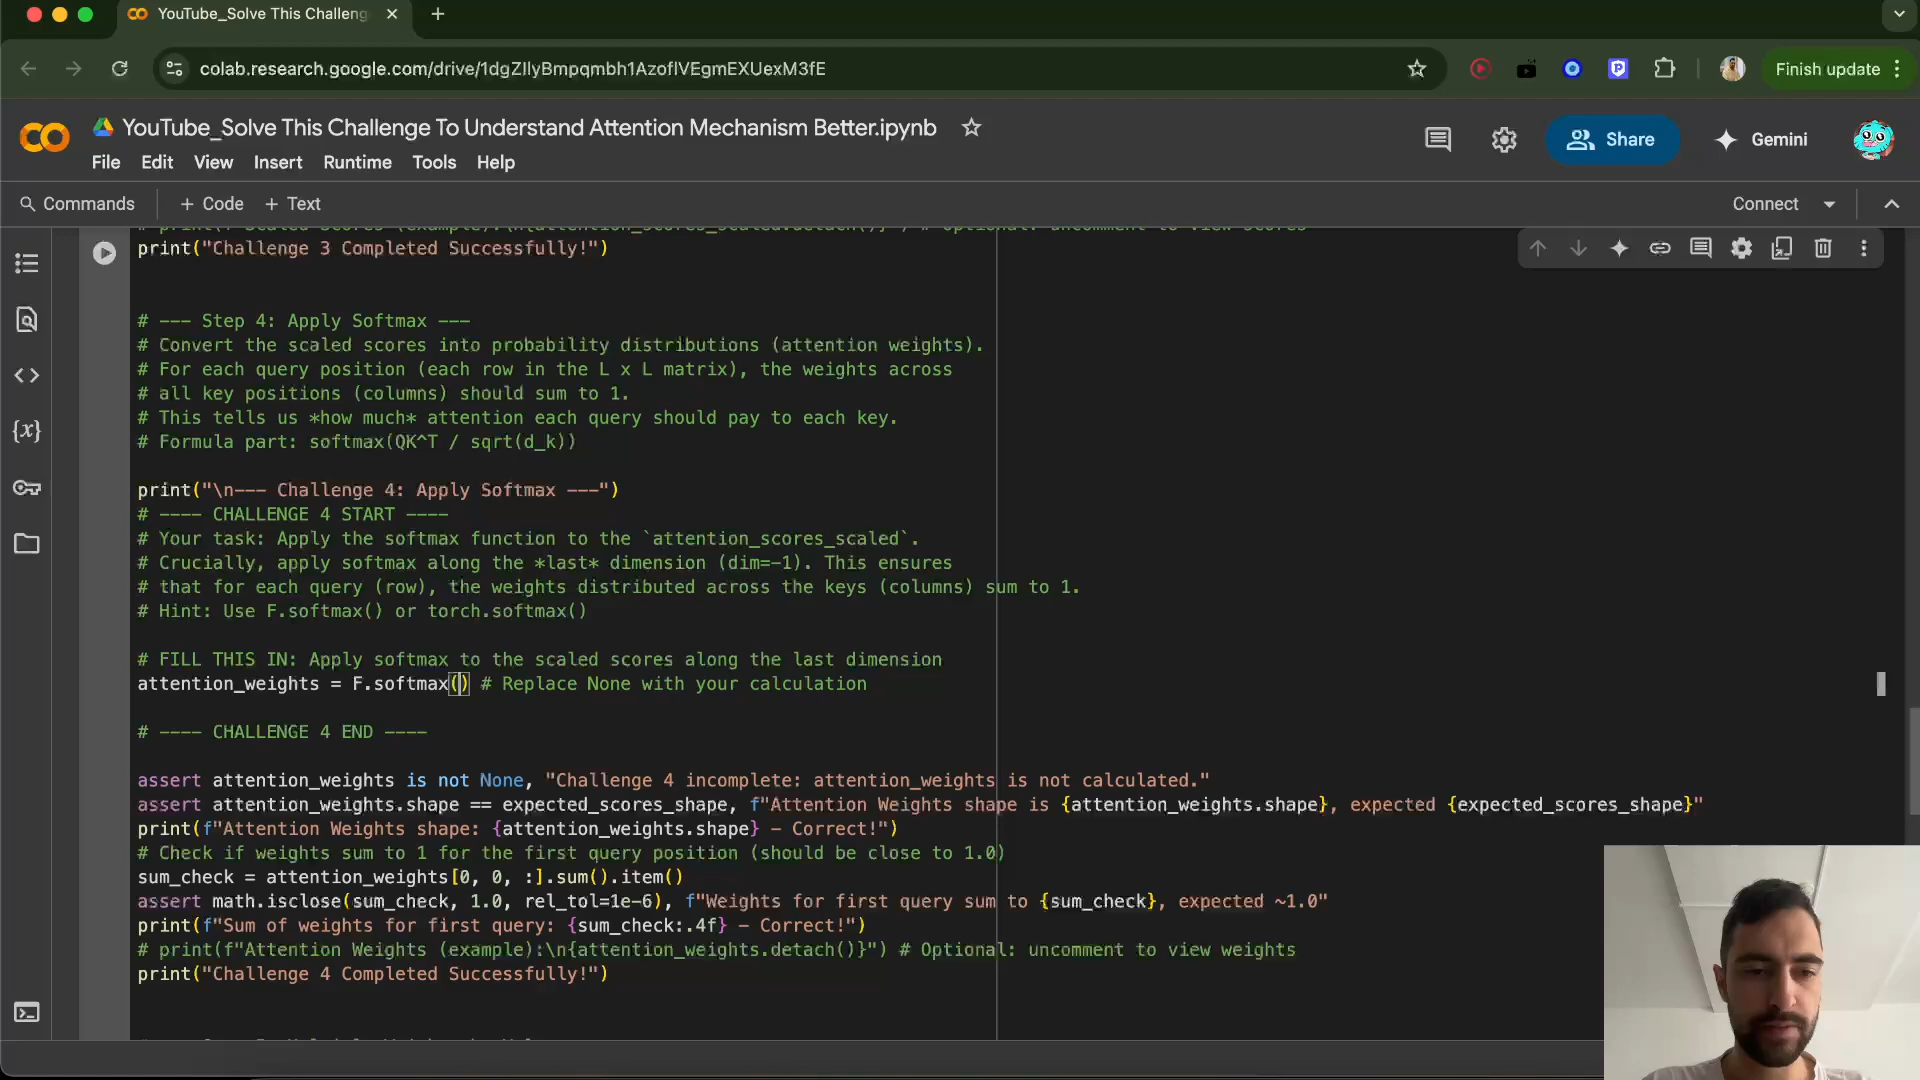 YouTube_Solve This Challeng
colab.research.google.com/drive/1dgZIlyBmpqmbh1AzoflVEgmEXUexM3fE
Finish update
YouTube_Solve This Challenge To Understand Attention Mechanism Better.ipynb
File Edit View Insert Runtime Tools Help
Share
Gemini
Commands + Code + Text
Connect
print("Challenge 3 Completed Successfully!")
# --- Step 4: Apply Softmax ---
# Convert the scaled scores into probability distributions (attention weights).
# For each query position (each row in the L x L matrix), the weights across
# all key positions (columns) should sum to 1.
# This tells us *how much* attention each query should pay to each key.
# Formula part: softmax(QK^T / sqrt(d_k))
print("\n--- Challenge 4: Apply Softmax ---")
# ---- CHALLENGE 4 START ----
# Your task: Apply the softmax function to the `attention_scores_scaled`.
# Crucially, apply softmax along the *last* dimension (dim=-1). This ensures
# that for each query (row), the weights distributed across the keys (columns) sum to 1.
# Hint: Use F.softmax() or torch.softmax()
# FILL THIS IN: Apply softmax to the scaled scores along the last dimension
attention_weights = F.softmax() # Replace None with your calculation
# ---- CHALLENGE 4 END ----
assert attention_weights is not None, "Challenge 4 incomplete: attention_weights is not calculated."
assert attention_weights.shape == expected_scores_shape, f"Attention Weights shape is {attention_weights.shape}, expected {expected_scores_shape}"
print(f"Attention Weights shape: {attention_weights.shape} - Correct!")
# Check if weights sum to 1 for the first query position (should be close to 1.0)
sum_check = attention_weights[0, 0, :].sum().item()
assert math.isclose(sum_check, 1.0, rel_tol=1e-6), f"Weights for first query sum to {sum_check}, expected ~1.0"
print(f"Sum of weights for first query: {sum_check:.4f} - Correct!")
# print(f"Attention Weights (example):\n{attention_weights.detach()}") # Optional: uncomment to view weights
print("Challenge 4 Completed Successfully!")